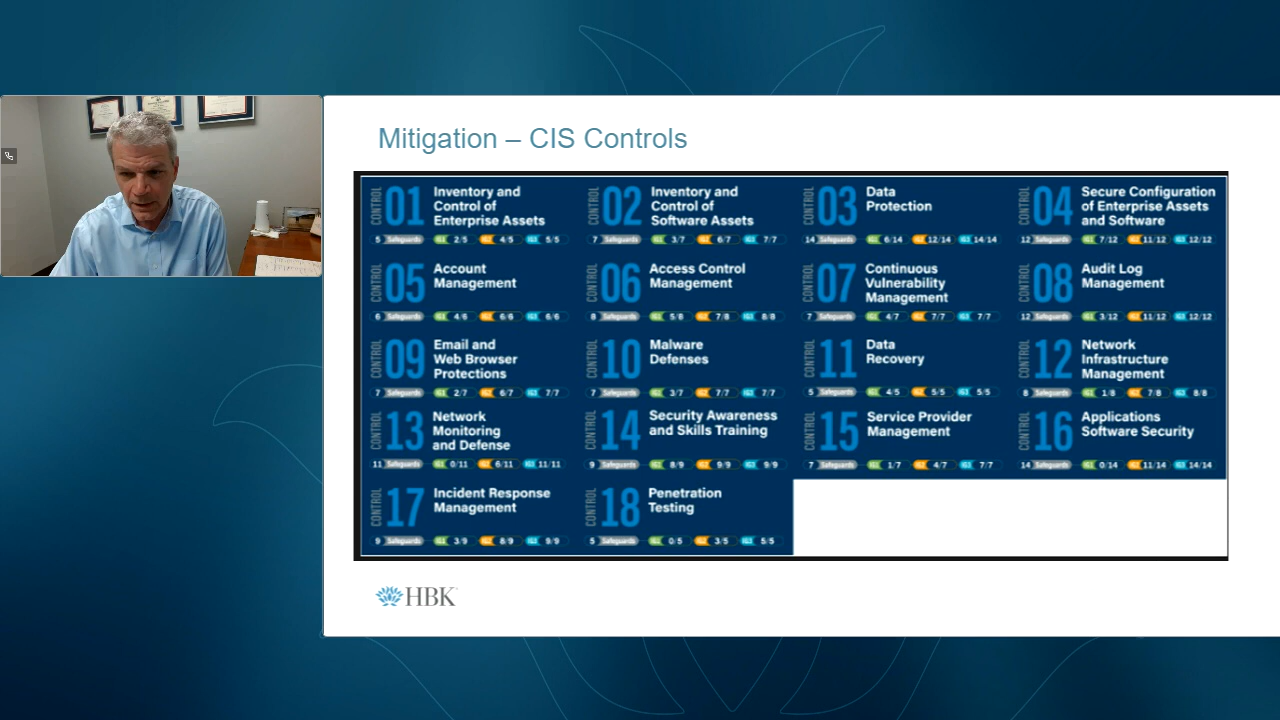 Mitigation – CIS Controls
CONTROL 01 Inventory and
Control of
Enterprise Assets
5 Safeguards IG1 2/5 IG2 4/5 IG3 5/5
CONTROL 02 Inventory and
Control of
Software Assets
7 Safeguards IG1 3/7 IG2 6/7 IG3 7/7
CONTROL 03 Data
Protection
14 Safeguards IG1 6/14 IG2 12/14 IG3 14/14
CONTROL 04 Secure Configuration
of Enterprise Assets
and Software
12 Safeguards IG1 7/12 IG2 11/12 IG3 12/12
CONTROL 05 Account
Management
6 Safeguards IG1 4/6 IG2 6/6 IG3 6/6
CONTROL 06 Access Control
Management
8 Safeguards IG1 5/8 IG2 7/8 IG3 8/8
CONTROL 07 Continuous
Vulnerability
Management
7 Safeguards IG1 4/7 IG2 7/7 IG3 7/7
CONTROL 08 Audit Log
Management
12 Safeguards IG1 3/12 IG2 11/12 IG3 12/12
CONTROL 09 Email and
Web Browser
Protections
7 Safeguards IG1 2/7 IG2 6/7 IG3 7/7
CONTROL 10 Malware
Defenses
7 Safeguards IG1 3/7 IG2 7/7 IG3 7/7
CONTROL 11 Data
Recovery
5 Safeguards IG1 4/5 IG2 5/5 IG3 5/5
CONTROL 12 Network
Infrastructure
Management
8 Safeguards IG1 1/8 IG2 7/8 IG3 8/8
CONTROL 13 Network
Monitoring
and Defense
11 Safeguards IG1 0/11 IG2 6/11 IG3 11/11
CONTROL 14 Security Awareness
and Skills Training
9 Safeguards IG1 8/9 IG2 9/9 IG3 9/9
CONTROL 15 Service Provider
Management
7 Safeguards IG1 1/7 IG2 4/7 IG3 7/7
CONTROL 16 Applications
Software Security
14 Safeguards IG1 0/14 IG2 11/14 IG3 14/14
CONTROL 17 Incident Response
Management
9 Safeguards IG1 3/9 IG2 8/9 IG3 9/9
CONTROL 18 Penetration
Testing
5 Safeguards IG1 0/5 IG2 3/5 IG3 5/5
HBK